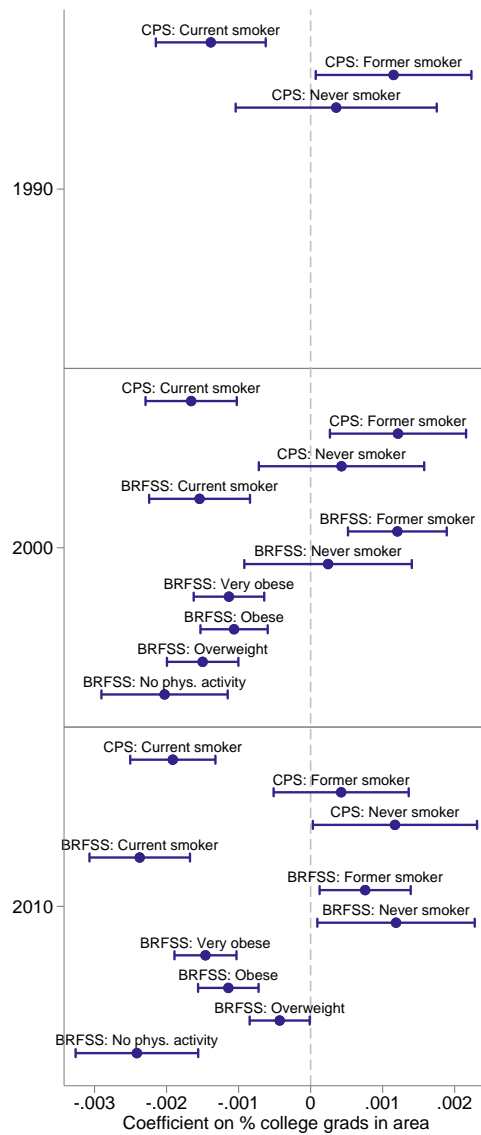 CPS: Current smoker
CPS: Former smoker
CPS: Never smoker
1990
CPS: Current smoker
CPS: Former smoker
CPS: Never smoker
BRFSS: Current smoker
BRFSS: Former smoker
2000
BRFSS: Never smoker
BRFSS: Very obese
BRFSS: Obese
BRFSS: Overweight
BRFSS: No phys. activity
CPS: Current smoker
CPS: Former smoker
CPS: Never smoker
BRFSS: Current smoker
BRFSS: Former smoker
2010
BRFSS: Never smoker
BRFSS: Very obese
BRFSS: Obese
BRFSS: Overweight
BRFSS: No phys. activity
-.003 -.002 -.001 0 .001 .002
Coefficient on % college grads in area